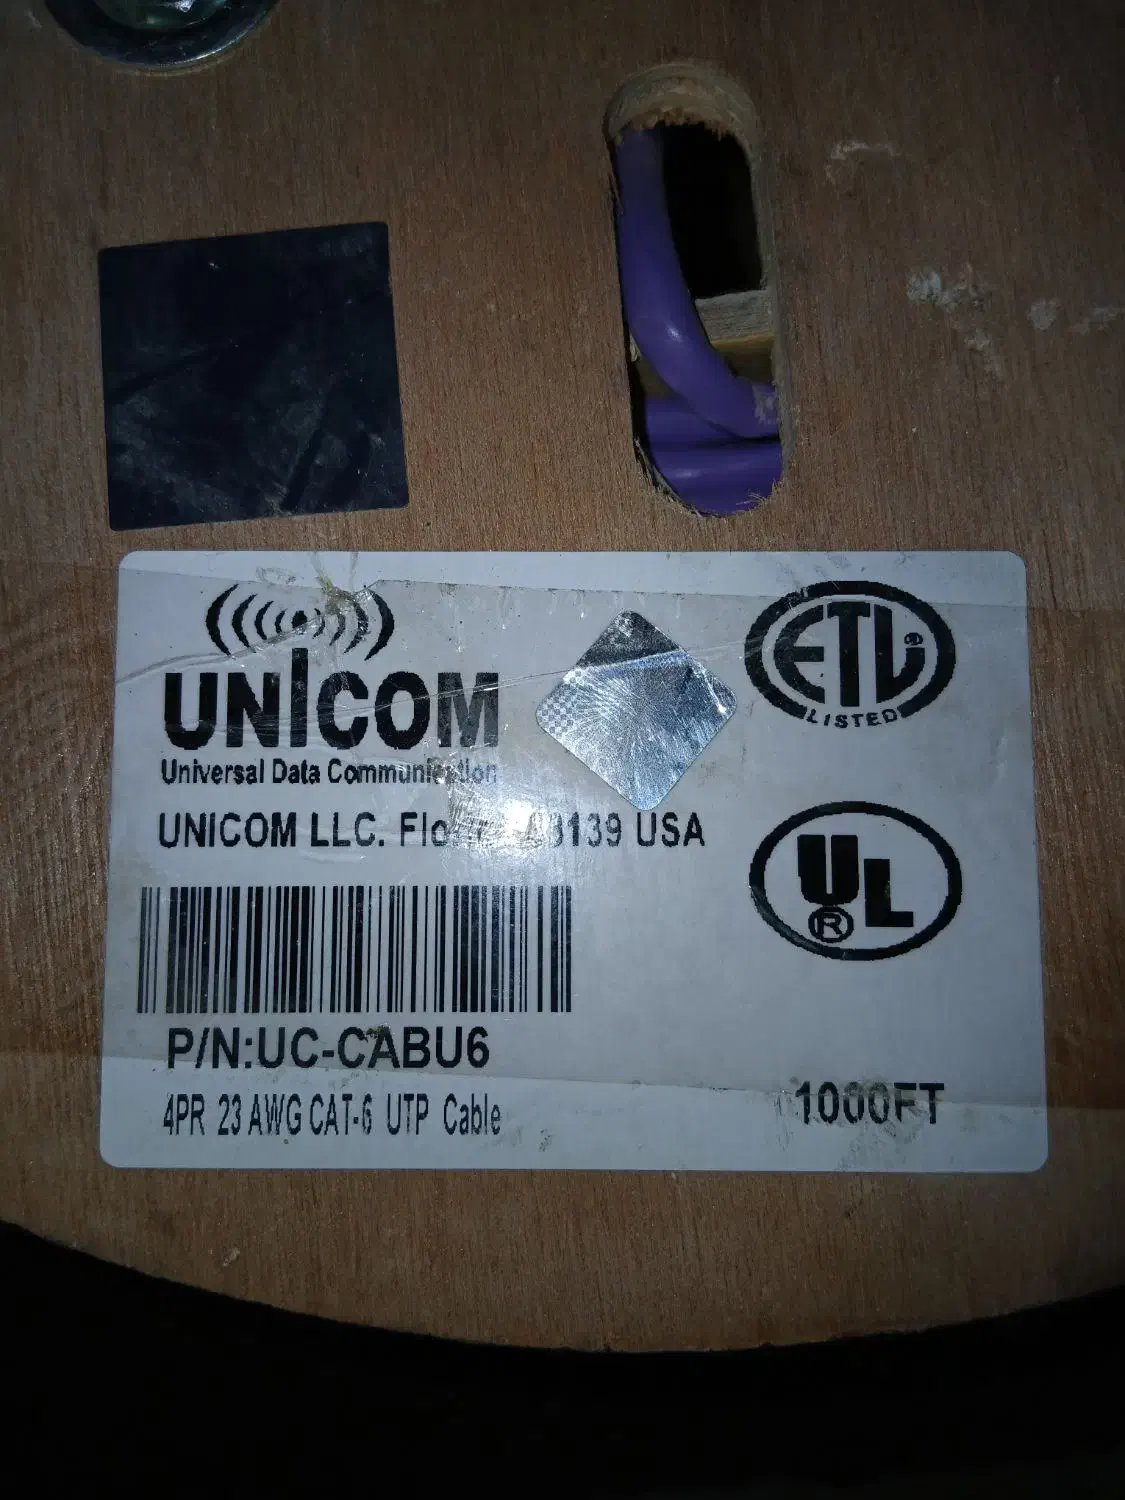 UNICOM
Universal Data Communication
UNICOM LLC. 139 USA
P/N:UC-CABU6
4PR 23 AWG CAT-6 UTP Cable
1000FT
ETL
LISTED
UL
®